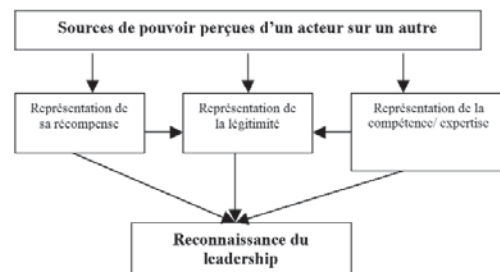 Sources de pouvoir perçues d'un acteur sur un autre
Représentation de
sa récompense
Représentation de
la légitimité
Représentation de la
compétence/ expertise
Reconnaissance du
leadership